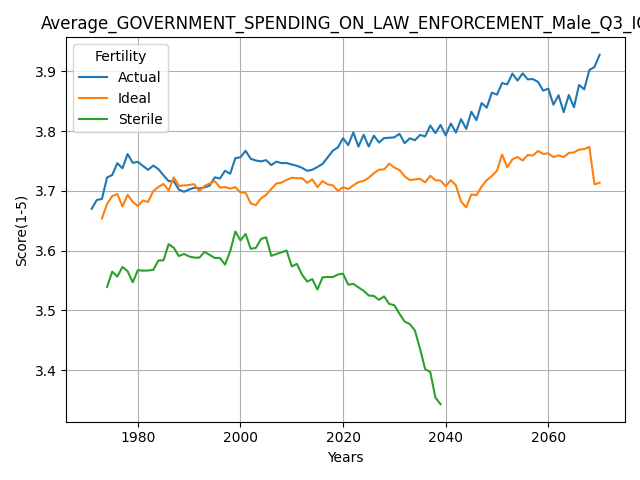 Average_GOVERNMENT_SPENDING_ON_LAW_ENFORCEMENT_Male_Q3_IC
Fertility
Actual
Ideal
Sterile
Score(1-5)
3.9
3.8
3.7
3.6
3.5
3.4
1980 2000 2020 2040 2060
Years